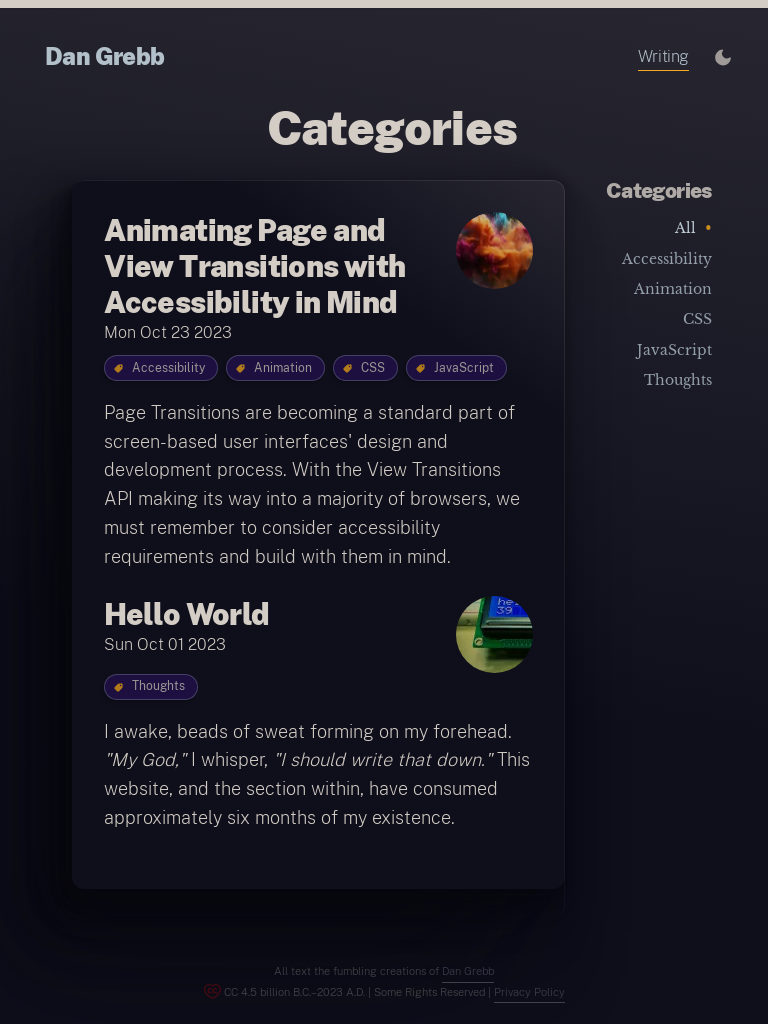 Dan Grebb
Writing
Categories
Animating Page and
View Transitions with
Accessibility in Mind
Mon Oct 23 2023
Accessibility Animation CSS JavaScript
Page Transitions are becoming a standard part of
screen-based user interfaces' design and
development process. With the View Transitions
API making its way into a majority of browsers, we
must remember to consider accessibility
requirements and build with them in mind.
Hello World
Sun Oct 01 2023
Thoughts
I awake, beads of sweat forming on my forehead.
"My God," I whisper, "I should write that down." This
website, and the section within, have consumed
approximately six months of my existence.
Categories
All •
Accessibility
Animation
CSS
JavaScript
Thoughts
All text the fumbling creations of Dan Grebb
CC 4.5 billion B.C.–2023 A.D. | Some Rights Reserved | Privacy Policy